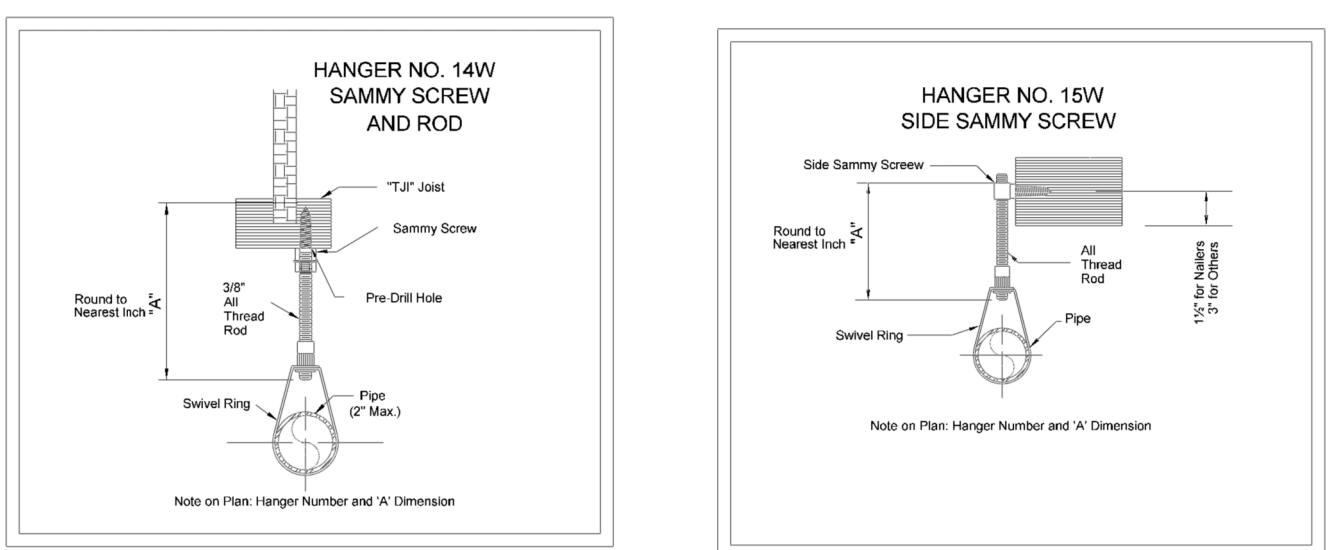 HANGER NO. 14W
SAMMY SCREW
AND ROD
"TJI" Joist
Sammy Screw
Round to
Nearest Inch
"A"
3/8"
All
Thread
Rod
Pre-Drill Hole
Swivel Ring
Pipe
(2" Max.)
Note on Plan: Hanger Number and 'A' Dimension
HANGER NO. 15W
SIDE SAMMY SCREW
Side Sammy Screew
Round to
Nearest Inch
"A"
All
Thread
Rod
1½" for Nailers
3" for Others
Swivel Ring
Pipe
Note on Plan: Hanger Number and 'A' Dimension